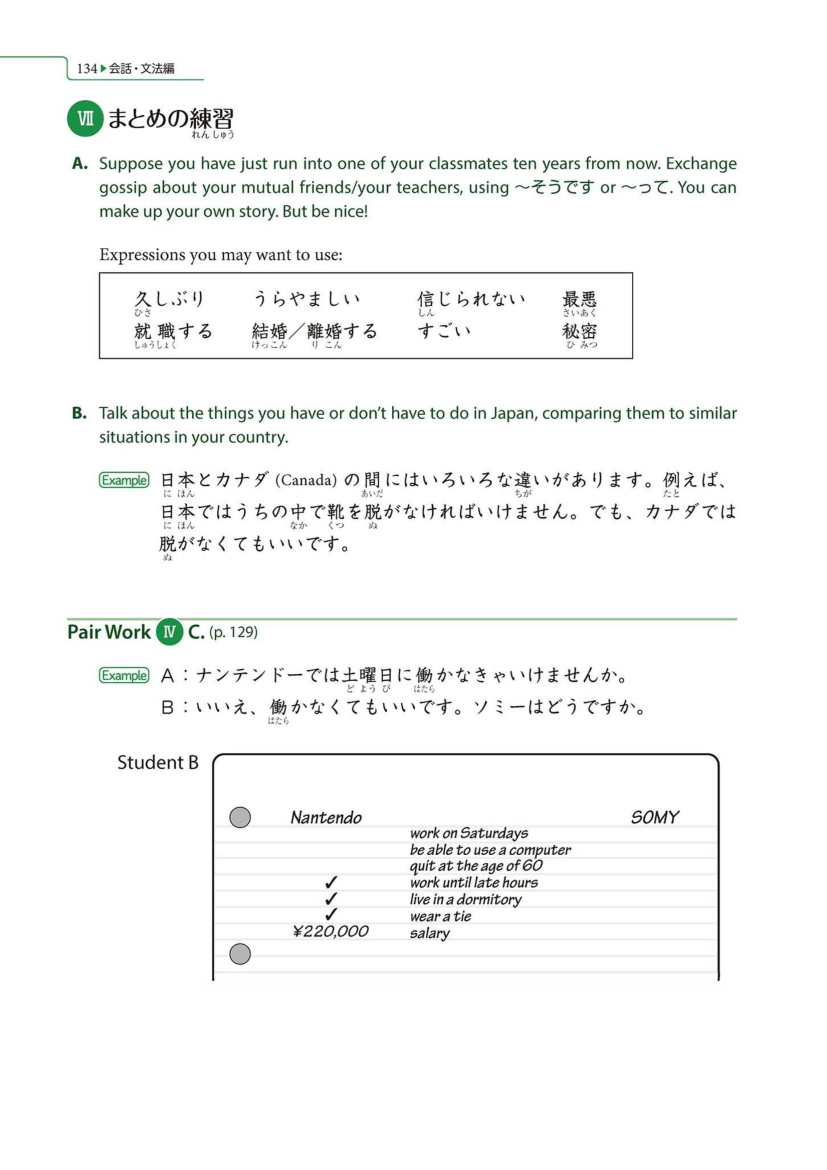 134▶会話・文法編
Ⅶ まとめの練習
れんしゅう
A. Suppose you have just run into one of your classmates ten years from now. Exchange
gossip about your mutual friends/your teachers, using 〜そうです or 〜って. You can
make up your own story. But be nice!
Expressions you may want to use:
久しぶり うらやましい 信じられない 最悪
ひさ しん さいあく
就職する 結婚／離婚する すごい 秘密
しゅうしょく けっこん りこん ひみつ
B. Talk about the things you have or don't have to do in Japan, comparing them to similar
situations in your country.
Example 日本とカナダ (Canada) の間にはいろいろな違いがあります。例えば、
にほん あいだ ちが たと
日本ではうちの中で靴を脱がなければいけません。でも、カナダでは
にほん なか くつ ぬ
脱がなくてもいいです。
ぬ
Pair Work Ⅳ C. (p. 129)
Example A：ナンテンドーでは土曜日に働かなきゃいけませんか。
どようび はたら
B：いいえ、働かなくてもいいです。ソミーはどうですか。
はたら
Student B
Nantendo SOMY
work on Saturdays
be able to use a computer
quit at the age of 60
✓ work until late hours
✓ live in a dormitory
✓ wear a tie
¥220,000 salary